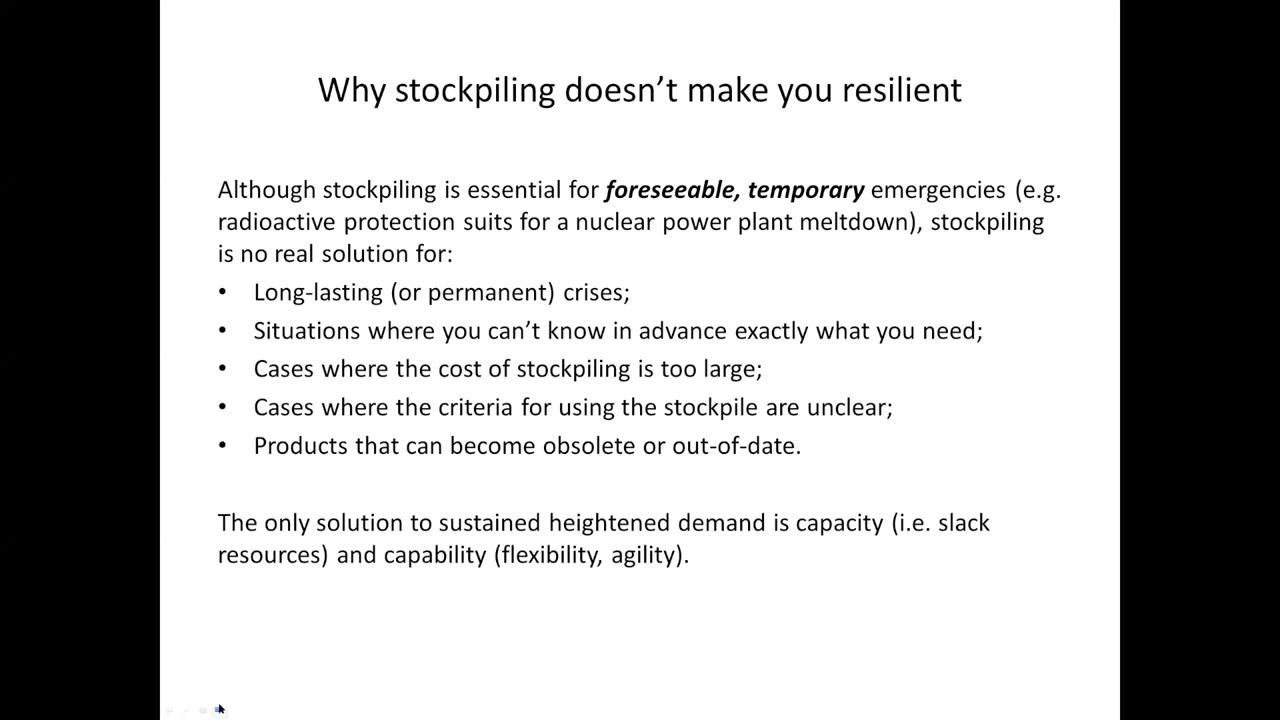 Why stockpiling doesn’t make you resilient
Although stockpiling is essential for foreseeable, temporary emergencies (e.g.
radioactive protection suits for a nuclear power plant meltdown), stockpiling
is no real solution for:
• Long-lasting (or permanent) crises;
• Situations where you can’t know in advance exactly what you need;
• Cases where the cost of stockpiling is too large;
• Cases where the criteria for using the stockpile are unclear;
• Products that can become obsolete or out-of-date.
The only solution to sustained heightened demand is capacity (i.e. slack
resources) and capability (flexibility, agility).